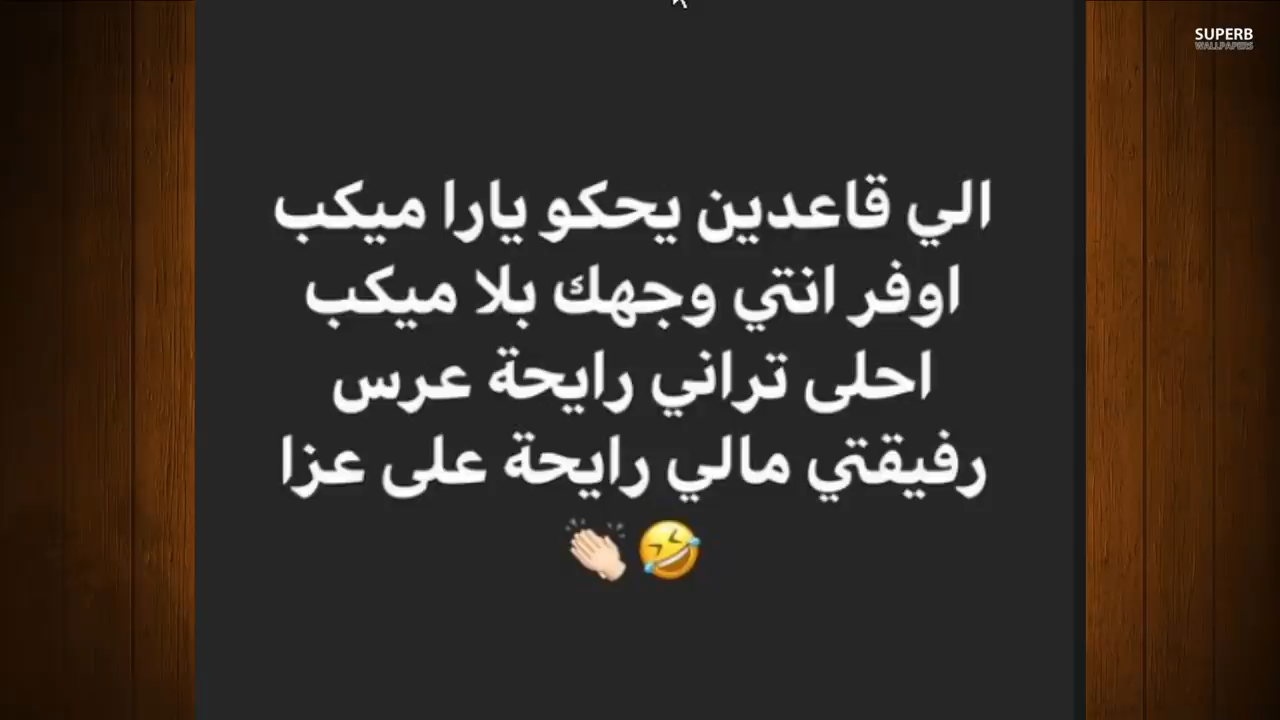 الي قاعدين يحكو يارا ميكب
اوفر انتي وجهك بلا ميكب
احلى تراني رايحة عرس
رفيقتي مالي رايحة على عزا
🤣👏🏻
SUPERB
WALLPAPERS